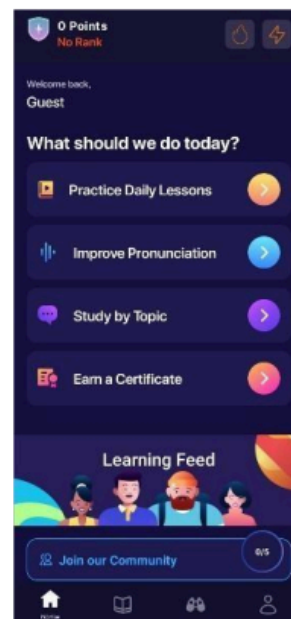 0 Points
No Rank
Welcome back,
Guest
What should we do today?
Practice Daily Lessons
Improve Pronunciation
Study by Topic
Earn a Certificate
Learning Feed
Join our Community
0/5
Home